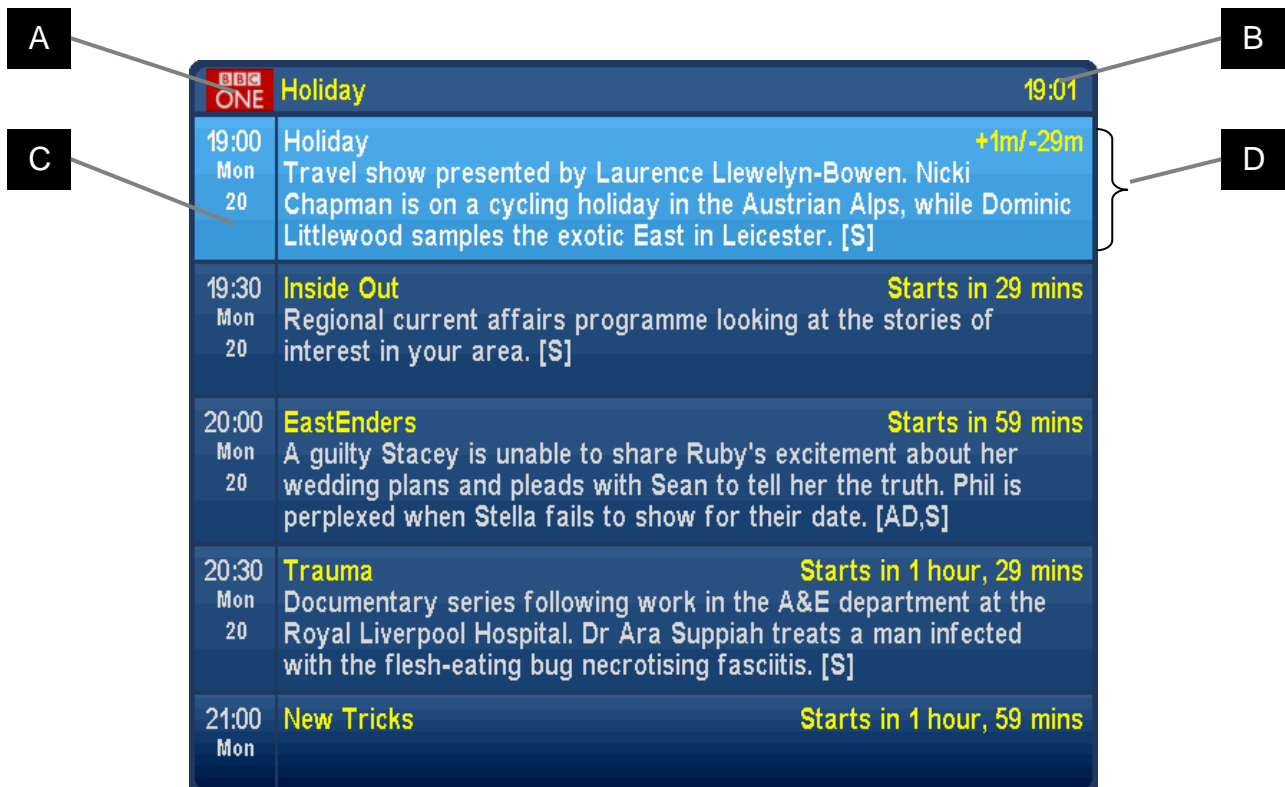 A
B
BBC
ONE
Holiday
19:01
C
D
19:00
Mon
20
Holiday
+1m/-29m
Travel show presented by Laurence Llewelyn-Bowen. Nicki
Chapman is on a cycling holiday in the Austrian Alps, while Dominic
Littlewood samples the exotic East in Leicester. [S]
19:30
Mon
20
Inside Out
Starts in 29 mins
Regional current affairs programme looking at the stories of
interest in your area. [S]
20:00
Mon
20
EastEnders
Starts in 59 mins
A guilty Stacey is unable to share Ruby's excitement about her
wedding plans and pleads with Sean to tell her the truth. Phil is
perplexed when Stella fails to show for their date. [AD,S]
20:30
Mon
20
Trauma
Starts in 1 hour, 29 mins
Documentary series following work in the A&E department at the
Royal Liverpool Hospital. Dr Ara Suppiah treats a man infected
with the flesh-eating bug necrotising fasciitis. [S]
21:00
Mon
New Tricks
Starts in 1 hour, 59 mins